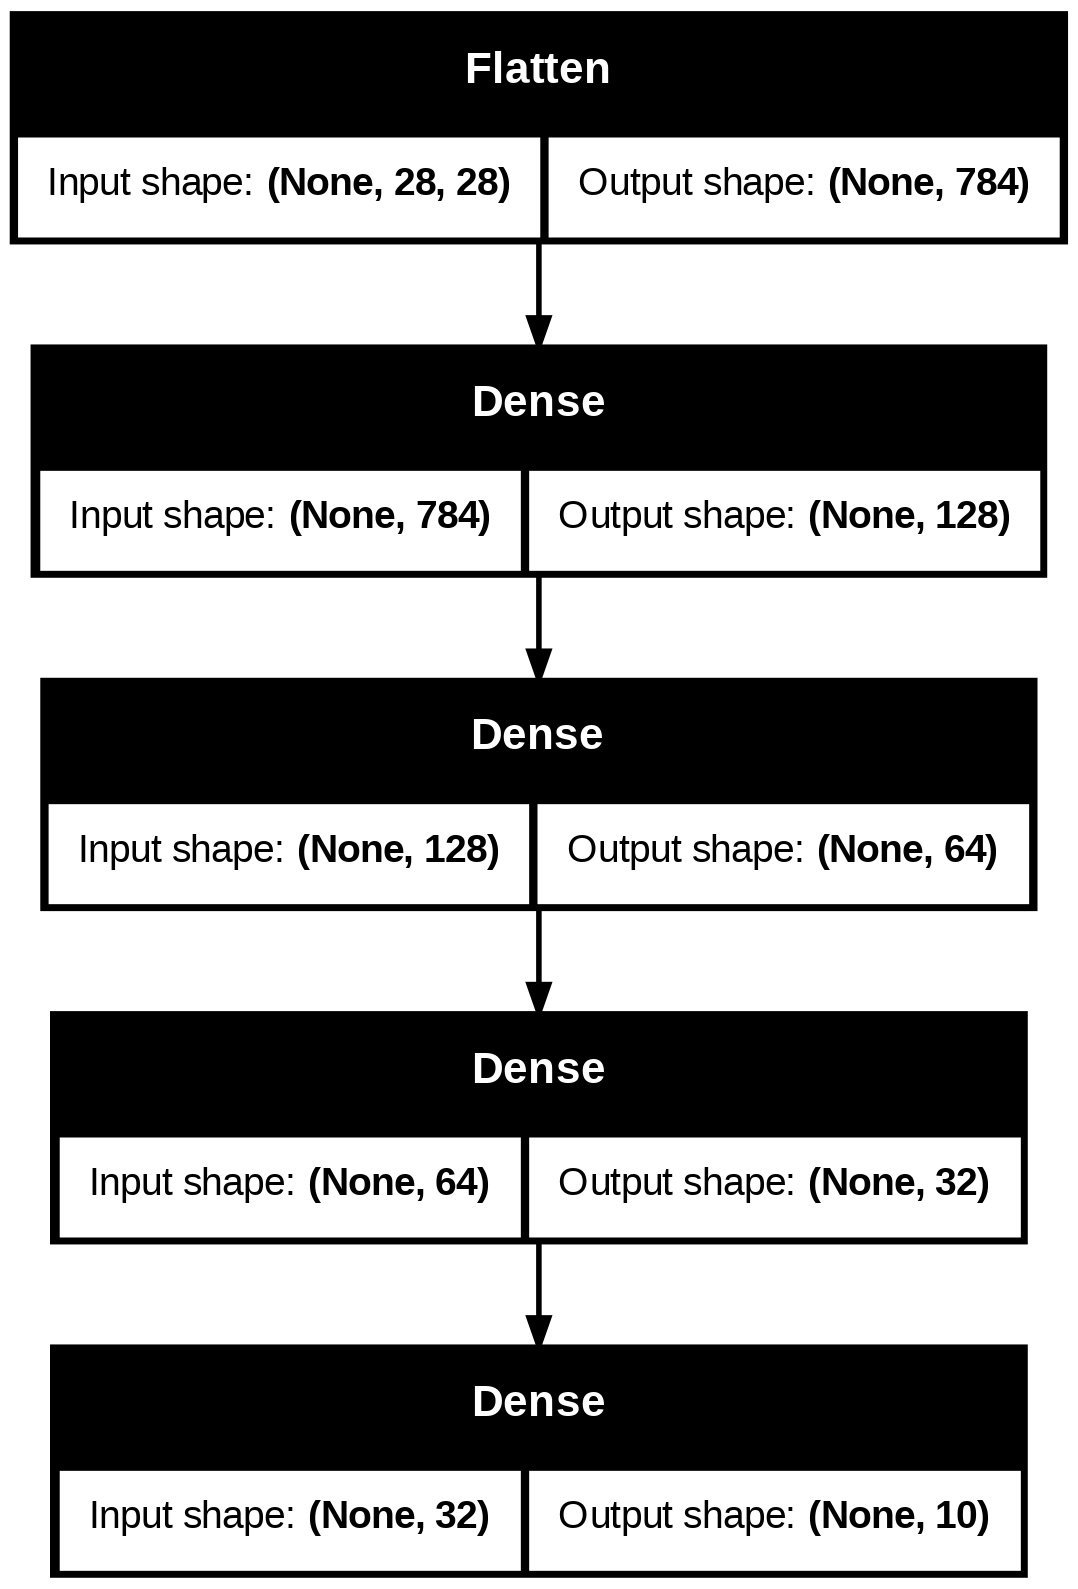 Flatten
Input shape: (None, 28, 28) Output shape: (None, 784)
Dense
Input shape: (None, 784) Output shape: (None, 128)
Dense
Input shape: (None, 128) Output shape: (None, 64)
Dense
Input shape: (None, 64) Output shape: (None, 32)
Dense
Input shape: (None, 32) Output shape: (None, 10)